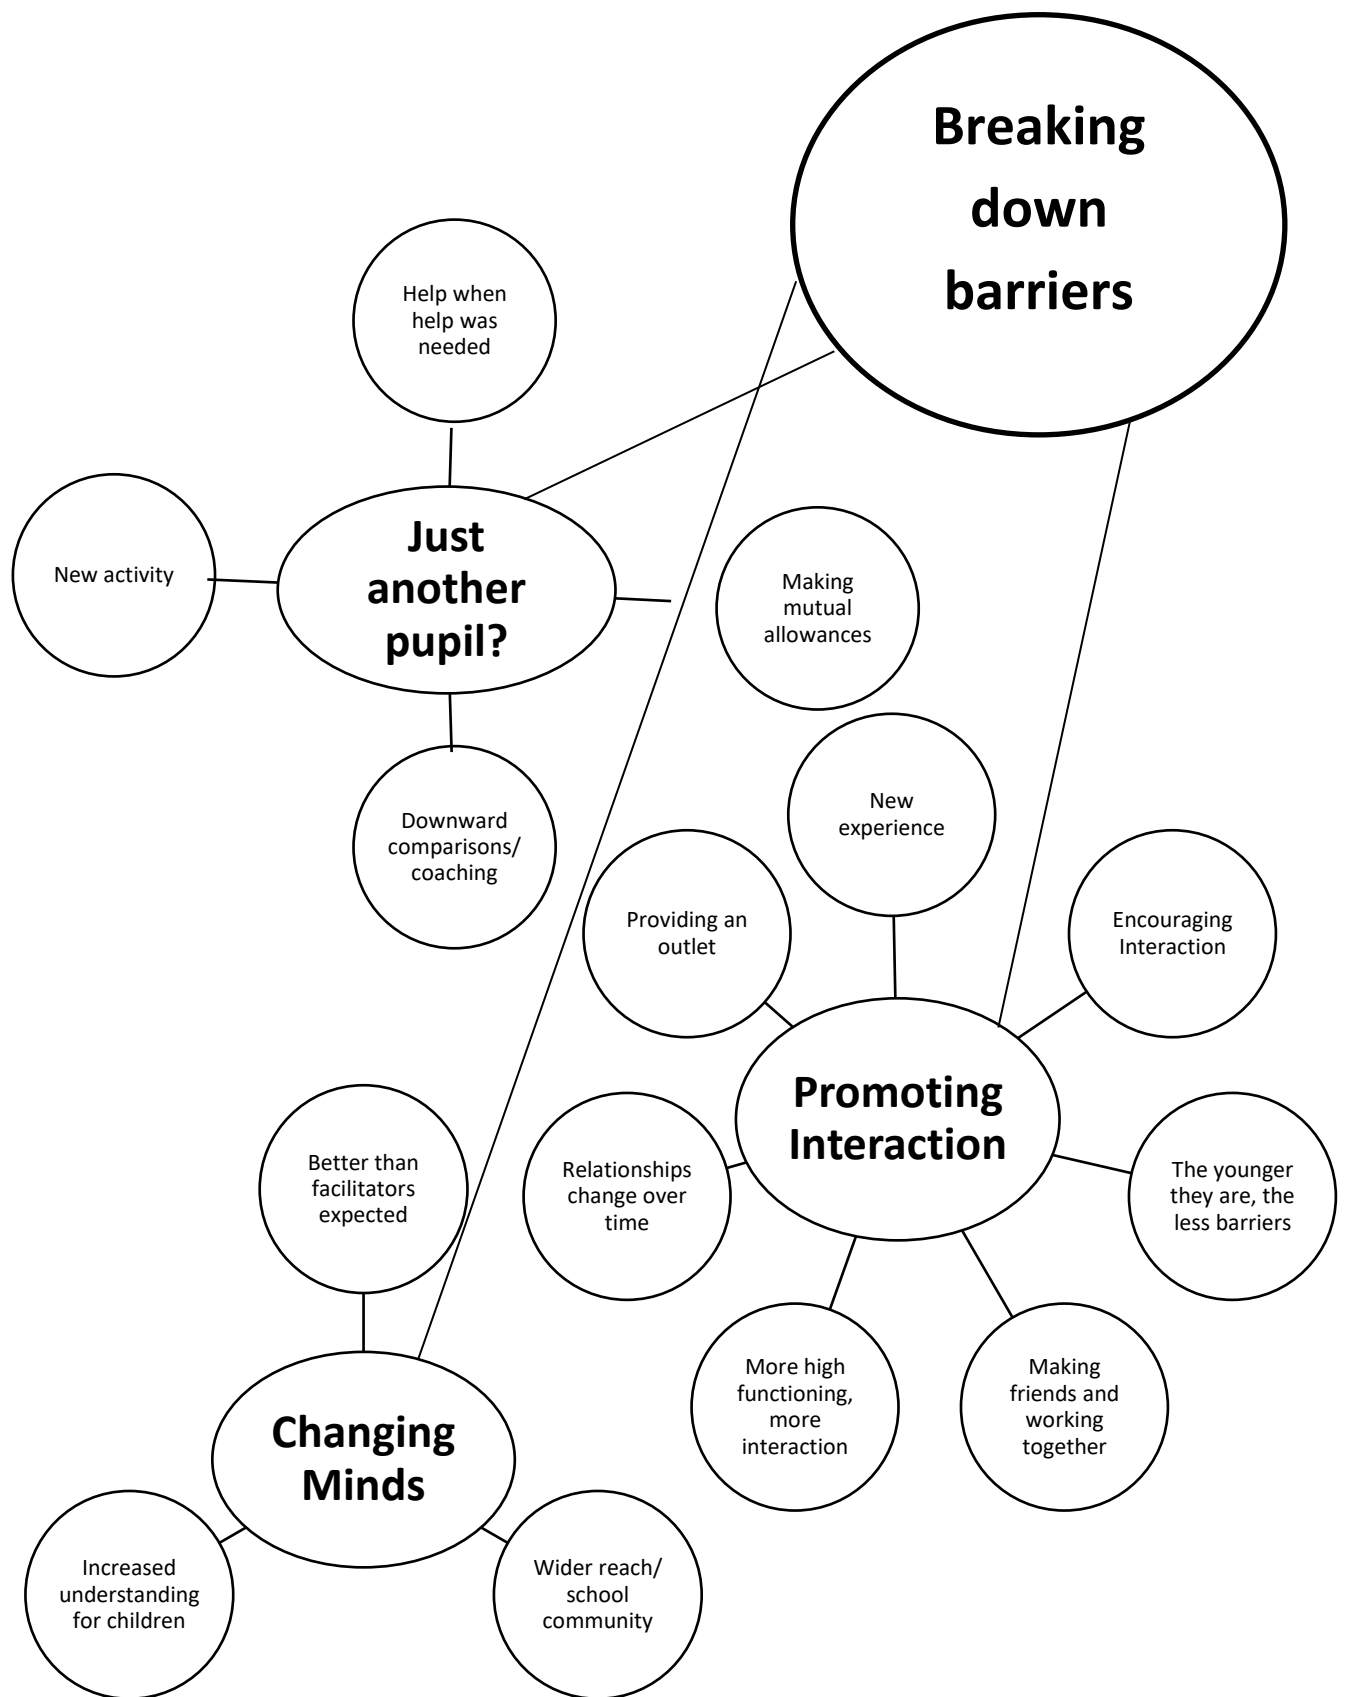 Breaking
down
barriers
Help when
help was
needed
Just
another
pupil?
New activity
Making
mutual
allowances
Downward
comparisons/
coaching
New
experience
Providing an
outlet
Encouraging
Interaction
Promoting
Interaction
Relationships
change over
time
The younger
they are, the
less barriers
More high
functioning,
more
interaction
Making
friends and
working
together
Better than
facilitators
expected
Changing
Minds
Increased
understanding
for children
Wider reach/
school
community